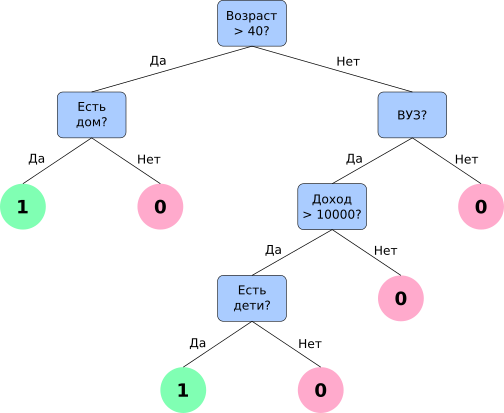 Возраст
> 40?
Да
Нет
Есть
дом?
ВУЗ?
Да
Нет
Да
Нет
1
0
Доход
> 10000?
0
Да
Нет
Есть
дети?
0
Да
Нет
1
0